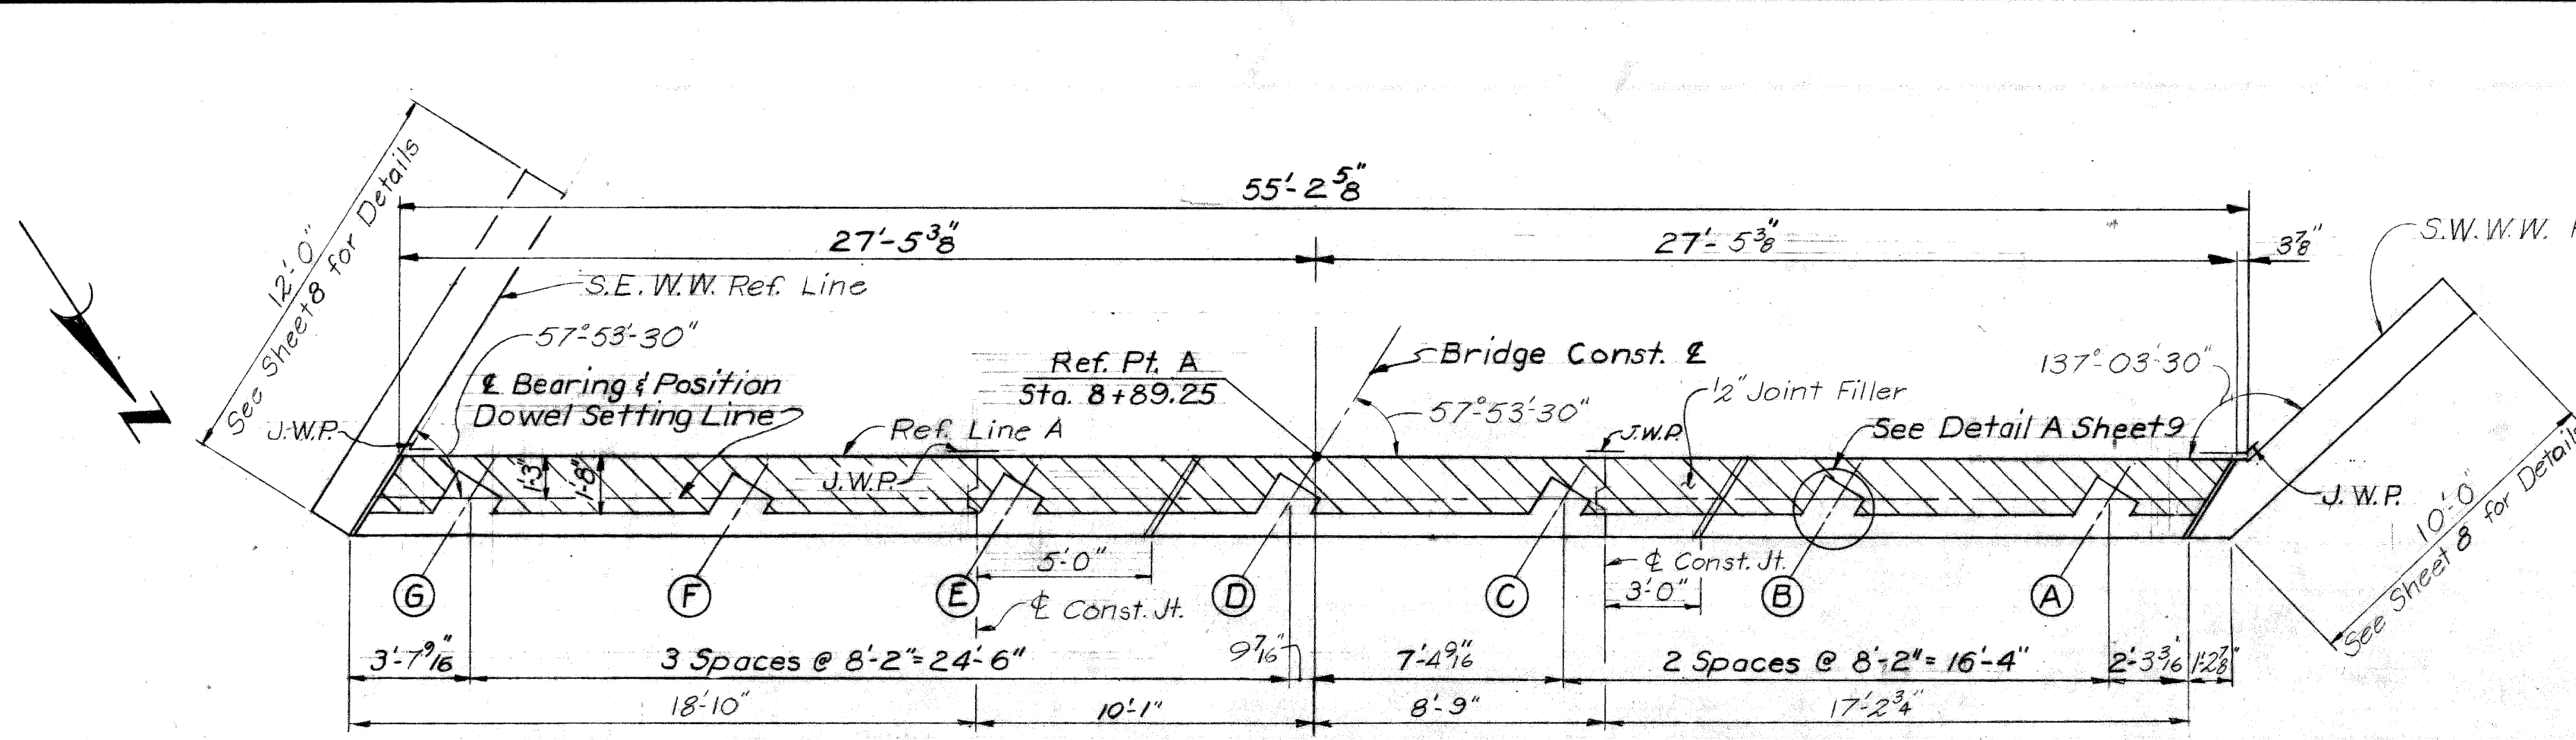 55'-2 5/8"
27'-5 3/8"
27'-5 3/8"
3 7/8"
S.W.W.W.
12'-0"
See Sheet 8 for Details
S.E. W.W. Ref. Line
57°-53'-30"
℄ Bearing & Position
Dowel Setting Line
Ref. Pt. A
Sta. 8+89.25
Bridge Const. ℄
57°-53'-30"
1/2" Joint Filler
137°-03'-30"
See Detail A Sheet 9
J.W.P.
Ref. Line A
J.W.P.
J.W.P.
J.W.P.
1'-3"
1'-8"
N
10'-0"
See Sheet 8 for Details
5'-0"
℄ Const. Jt.
3'-0"
℄ Const. Jt.
G
F
E
D
C
B
A
3'-7 9/16"
3 Spaces @ 8'-2" = 24'-6"
9 7/16"
7'-4 9/16"
2 Spaces @ 8'-2" = 16'-4"
2'-3 3/16"
1'-2 7/8"
18'-10"
10'-1"
8'-9"
17'-2 3/4"